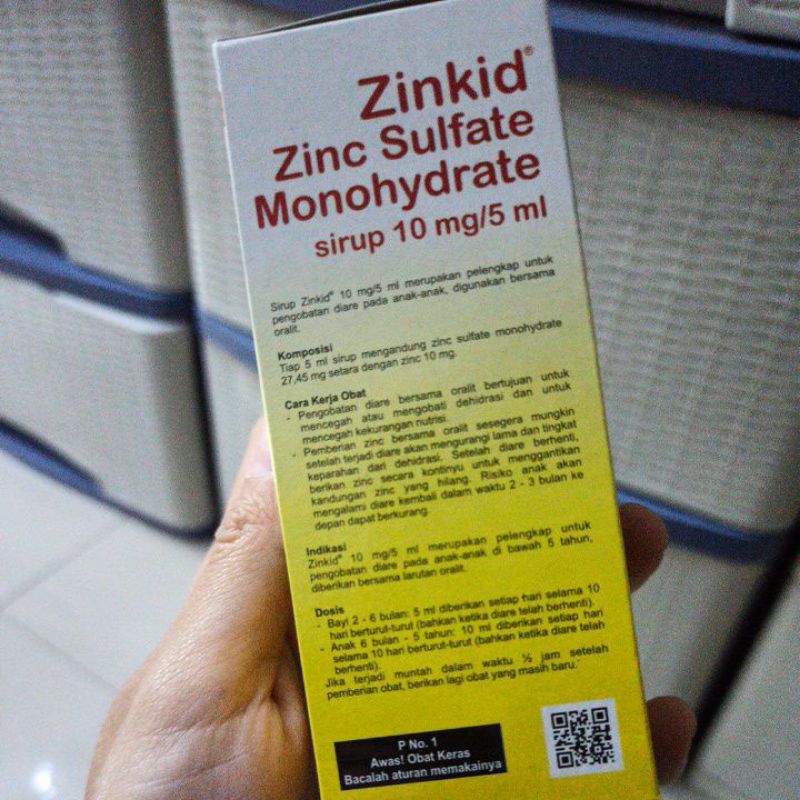 Zinkid®
Zinc Sulfate
Monohydrate
sirup 10 mg/5 ml
Sirup Zinkid® 10 mg/5 ml merupakan pelengkap untuk
pengobatan diare pada anak-anak, digunakan bersama
oralit.
Komposisi
Tiap 5 ml sirup mengandung zinc sulfate monohydrate
27,45 mg setara dengan zinc 10 mg.
Cara Kerja Obat
- Pengobatan diare bersama oralit bertujuan untuk
mencegah atau mengobati dehidrasi dan untuk
mencegah kekurangan nutrisi.
- Pemberian zinc bersama oralit sesegera mungkin
setelah terjadi diare akan mengurangi lama dan tingkat
keparahan dari dehidrasi. Setelah diare berhenti,
berikan zinc secara kontinyu untuk menggantikan
kandungan zinc yang hilang. Risiko anak akan
mengalami diare kembali dalam waktu 2 - 3 bulan ke
depan dapat berkurang.
Indikasi
Zinkid® 10 mg/5 ml merupakan pelengkap untuk
pengobatan diare pada anak-anak di bawah 5 tahun,
diberikan bersama larutan oralit.
Dosis
- Bayi 2 - 6 bulan: 5 ml diberikan setiap hari selama 10
hari berturut-turut (bahkan ketika diare telah berhenti).
- Anak 6 bulan - 5 tahun: 10 ml diberikan setiap hari
selama 10 hari berturut-turut (bahkan ketika diare telah
berhenti).
Jika terjadi muntah dalam waktu ½ jam setelah
pemberian obat, berikan lagi obat yang masih baru.
P No. 1
Awas! Obat Keras
Bacalah aturan memakainya